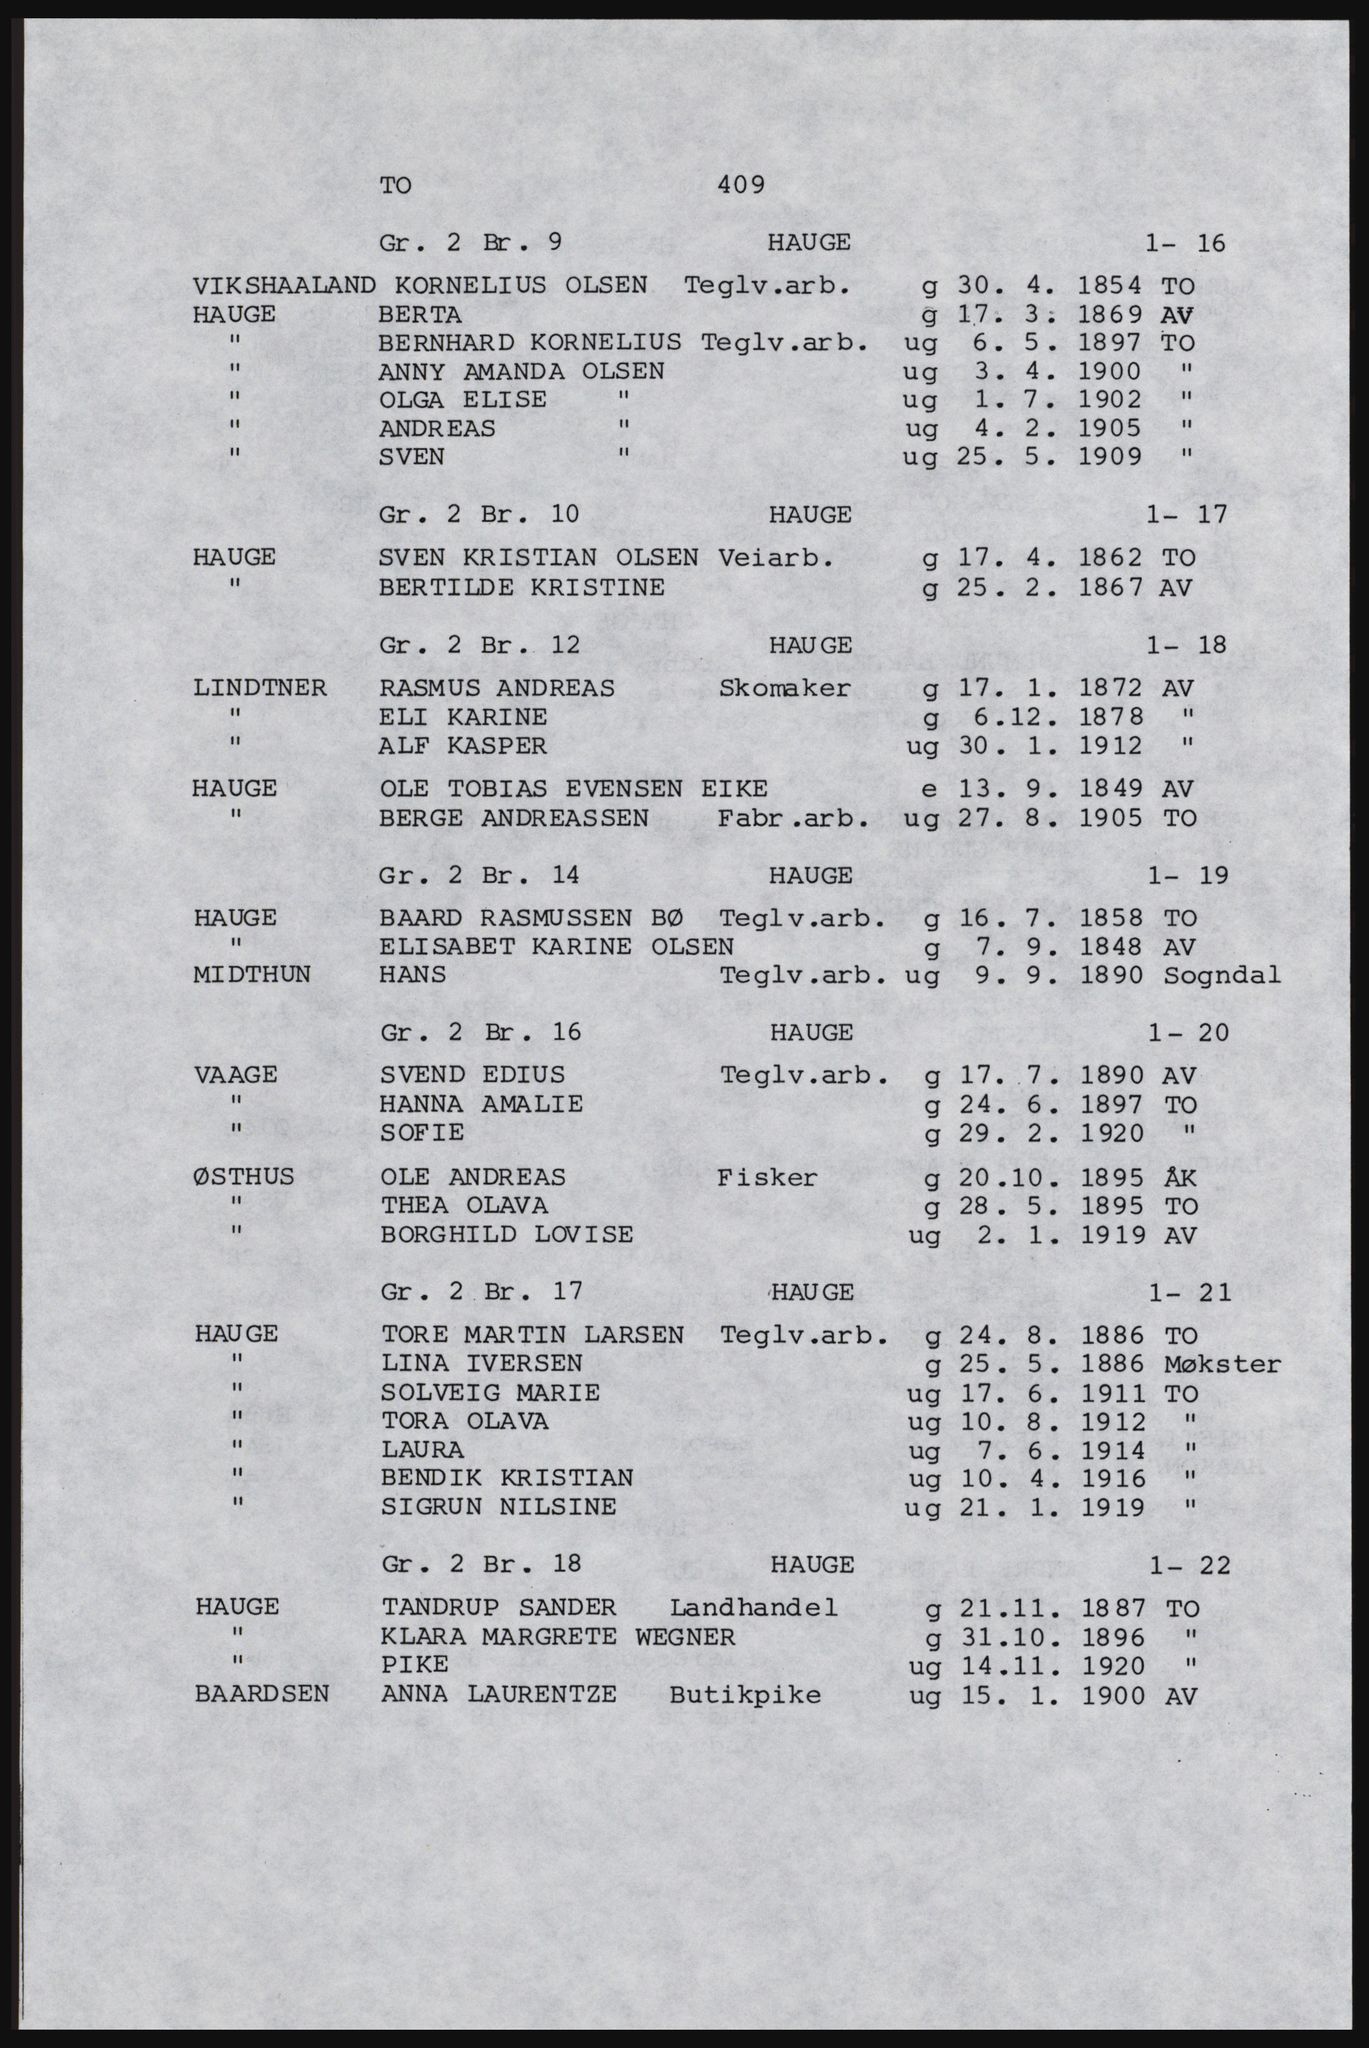 TO 409
Gr. 2 Br. 9 HAUGE 1- 16
VIKSHAALAND KORNELIUS OLSEN Teglv.arb. g 30. 4. 1854 TO
HAUGE BERTA g 17. 3. 1869 AV
" BERNHARD KORNELIUS Teglv.arb. ug 6. 5. 1897 TO
" ANNY AMANDA OLSEN ug 3. 4. 1900 "
" OLGA ELISE " ug 1. 7. 1902 "
" ANDREAS " ug 4. 2. 1905 "
" SVEN " ug 25. 5. 1909 "
Gr. 2 Br. 10 HAUGE 1- 17
HAUGE SVEN KRISTIAN OLSEN Veiarb. g 17. 4. 1862 TO
" BERTILDE KRISTINE g 25. 2. 1867 AV
Gr. 2 Br. 12 HAUGE 1- 18
LINDTNER RASMUS ANDREAS Skomaker g 17. 1. 1872 AV
" ELI KARINE g 6.12. 1878 "
" ALF KASPER ug 30. 1. 1912 "
HAUGE OLE TOBIAS EVENSEN EIKE e 13. 9. 1849 AV
" BERGE ANDREASSEN Fabr.arb. ug 27. 8. 1905 TO
Gr. 2 Br. 14 HAUGE 1- 19
HAUGE BAARD RASMUSSEN BØ Teglv.arb. g 16. 7. 1858 TO
" ELISABET KARINE OLSEN g 7. 9. 1848 AV
MIDTHUN HANS Teglv.arb. ug 9. 9. 1890 Sogndal
Gr. 2 Br. 16 HAUGE 1- 20
VAAGE SVEND EDIUS Teglv.arb. g 17. 7. 1890 AV
" HANNA AMALIE g 24. 6. 1897 TO
" SOFIE g 29. 2. 1920 "
ØSTHUS OLE ANDREAS Fisker g 20.10. 1895 ÅK
" THEA OLAVA g 28. 5. 1895 TO
" BORGHILD LOVISE ug 2. 1. 1919 AV
Gr. 2 Br. 17 HAUGE 1- 21
HAUGE TORE MARTIN LARSEN Teglv.arb. g 24. 8. 1886 TO
" LINA IVERSEN g 25. 5. 1886 Møkster
" SOLVEIG MARIE ug 17. 6. 1911 TO
" TORA OLAVA ug 10. 8. 1912 "
" LAURA ug 7. 6. 1914 "
" BENDIK KRISTIAN ug 10. 4. 1916 "
" SIGRUN NILSINE ug 21. 1. 1919 "
Gr. 2 Br. 18 HAUGE 1- 22
HAUGE TANDRUP SANDER Landhandel g 21.11. 1887 TO
" KLARA MARGRETE WEGNER g 31.10. 1896 "
" PIKE ug 14.11. 1920 "
BAARDSEN ANNA LAURENTZE Butikpike ug 15. 1. 1900 AV